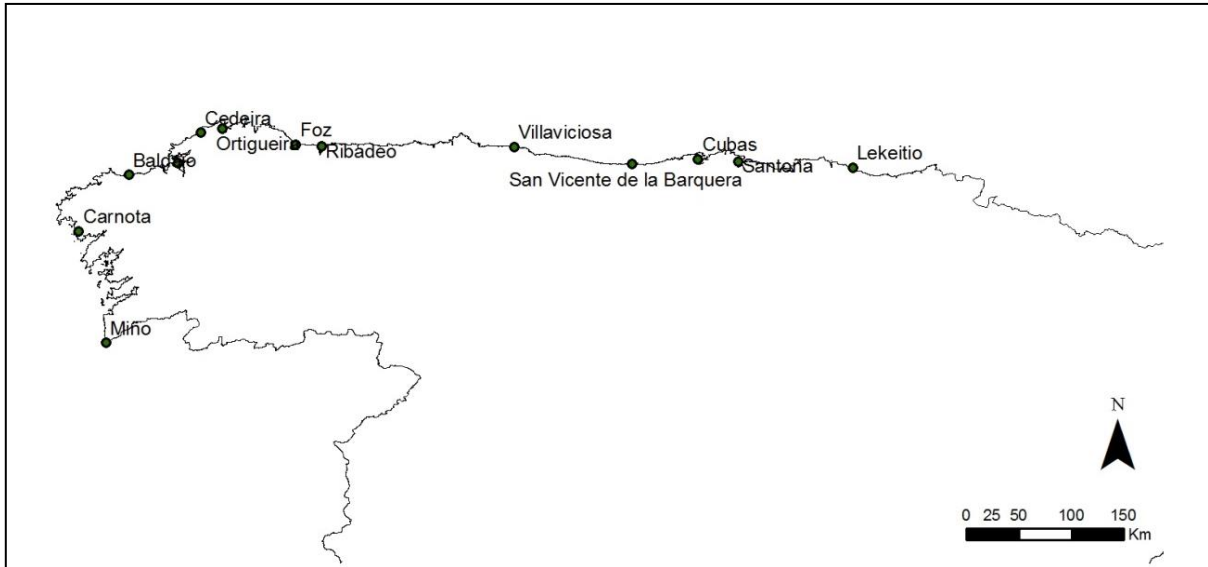 Cedeira
Foz
Ortigueira
Ribadeo
Villaviciosa
Cubas
Baldaio
Santoña
Lekeitio
San Vicente de la Barquera
Carnota
Miño
N
0 25 50 100 150
Km